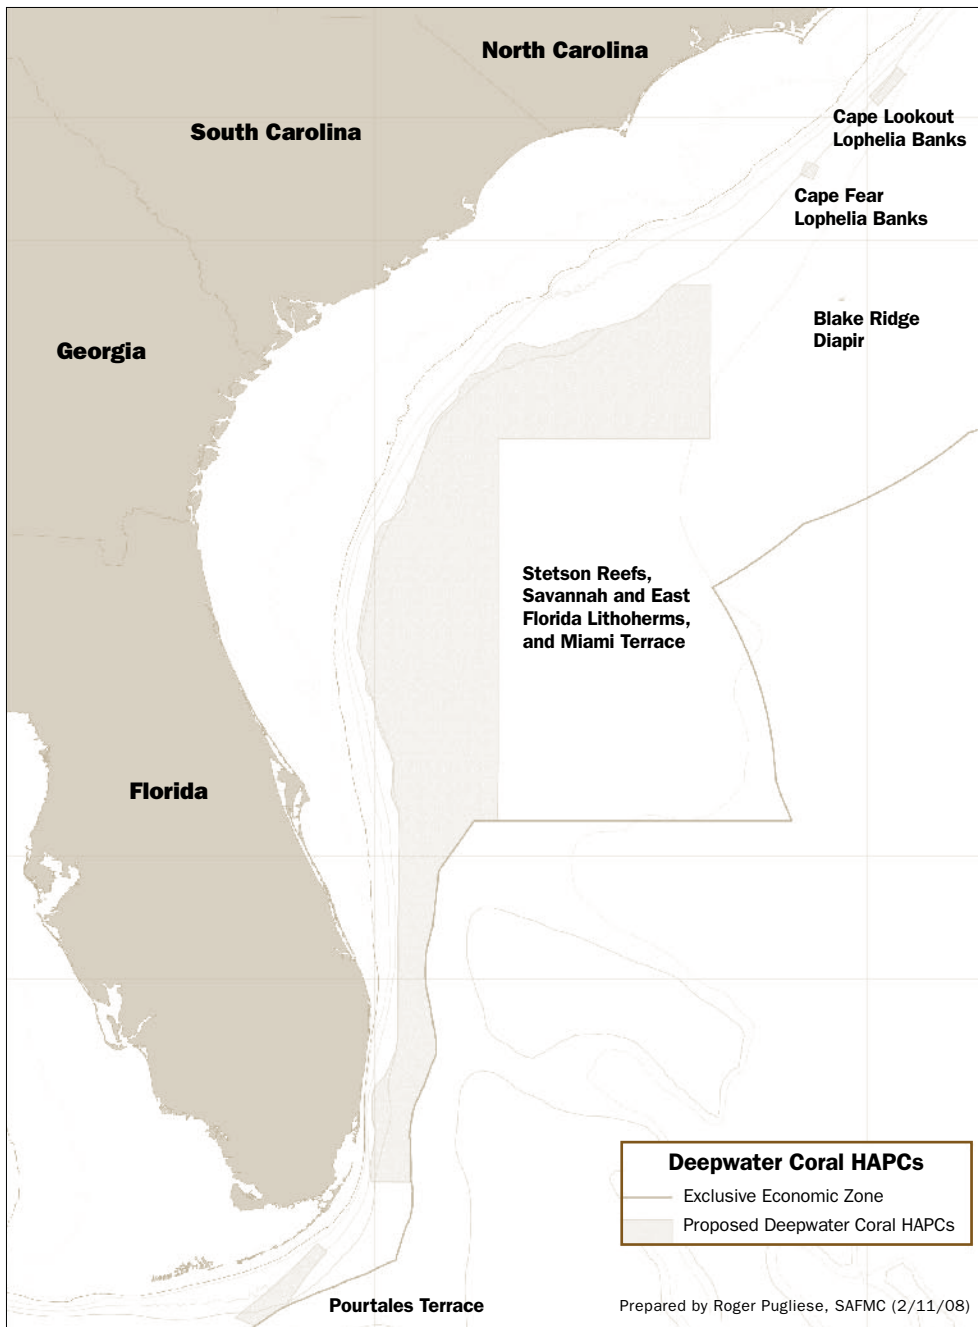 North Carolina
South Carolina
Cape Lookout
Lophelia Banks
Cape Fear
Lophelia Banks
Georgia
Blake Ridge
Diapir
Stetson Reefs,
Savannah and East
Florida Lithoherms,
and Miami Terrace
Florida
Deepwater Coral HAPCs
Exclusive Economic Zone
Proposed Deepwater Coral HAPCs
Pourtales Terrace
Prepared by Roger Pugliese, SAFMC (2/11/08)